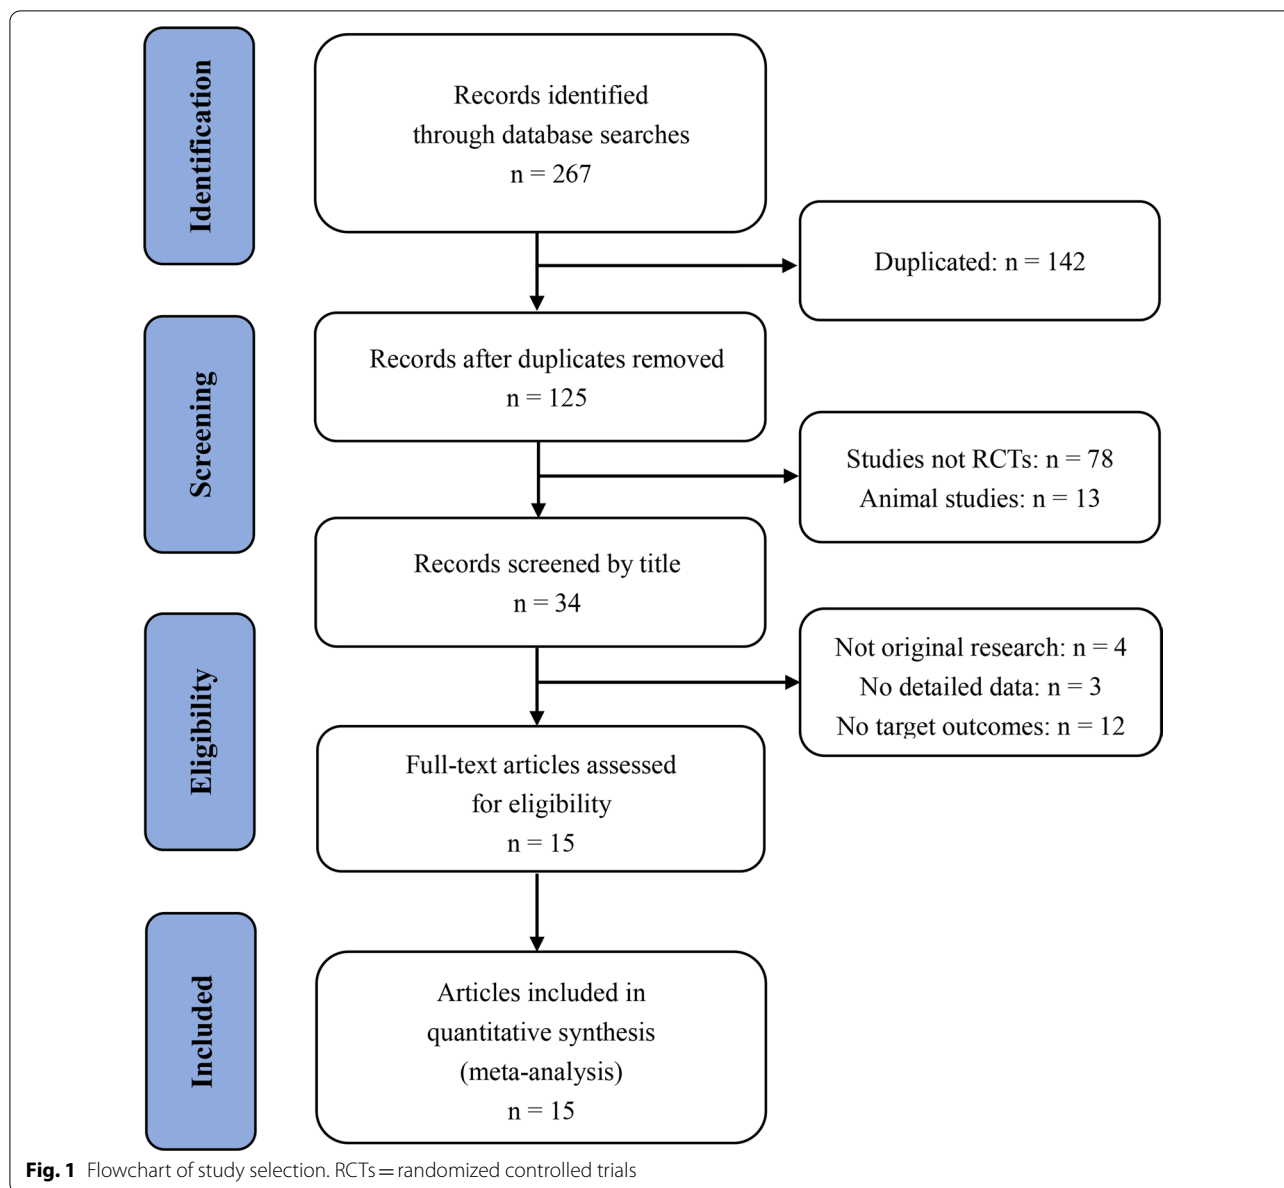 Identification
Records identified
through database searches
n = 267
Duplicated: n = 142
Screening
Records after duplicates removed
n = 125
Studies not RCTs: n = 78
Animal studies: n = 13
Records screened by title
n = 34
Eligibility
Not original research: n = 4
No detailed data: n = 3
No target outcomes: n = 12
Full-text articles assessed
for eligibility
n = 15
Included
Articles included in
quantitative synthesis
(meta-analysis)
n = 15
Fig. 1 Flowchart of study selection. RCTs = randomized controlled trials